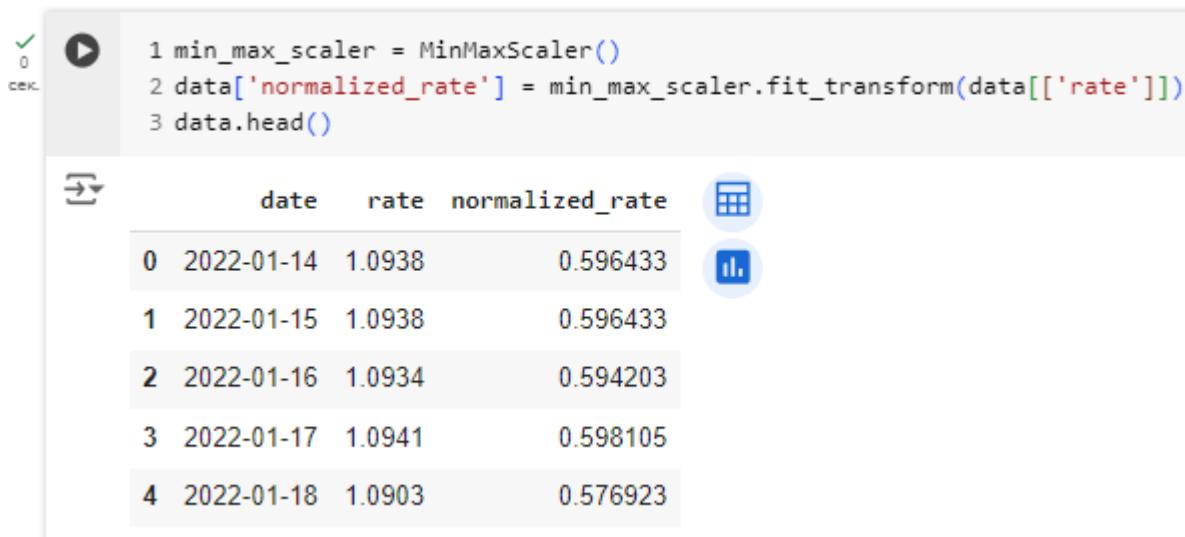 1 min_max_scaler = MinMaxScaler()
0
2 data['normalized_rate'] = min_max_scaler.fit_transform(data[['rate']])
сек.
3 data.head()
date rate normalized_rate
0 2022-01-14 1.0938 0.596433
1 2022-01-15 1.0938 0.596433
2 2022-01-16 1.0934 0.594203
3 2022-01-17 1.0941 0.598105
4 2022-01-18 1.0903 0.576923